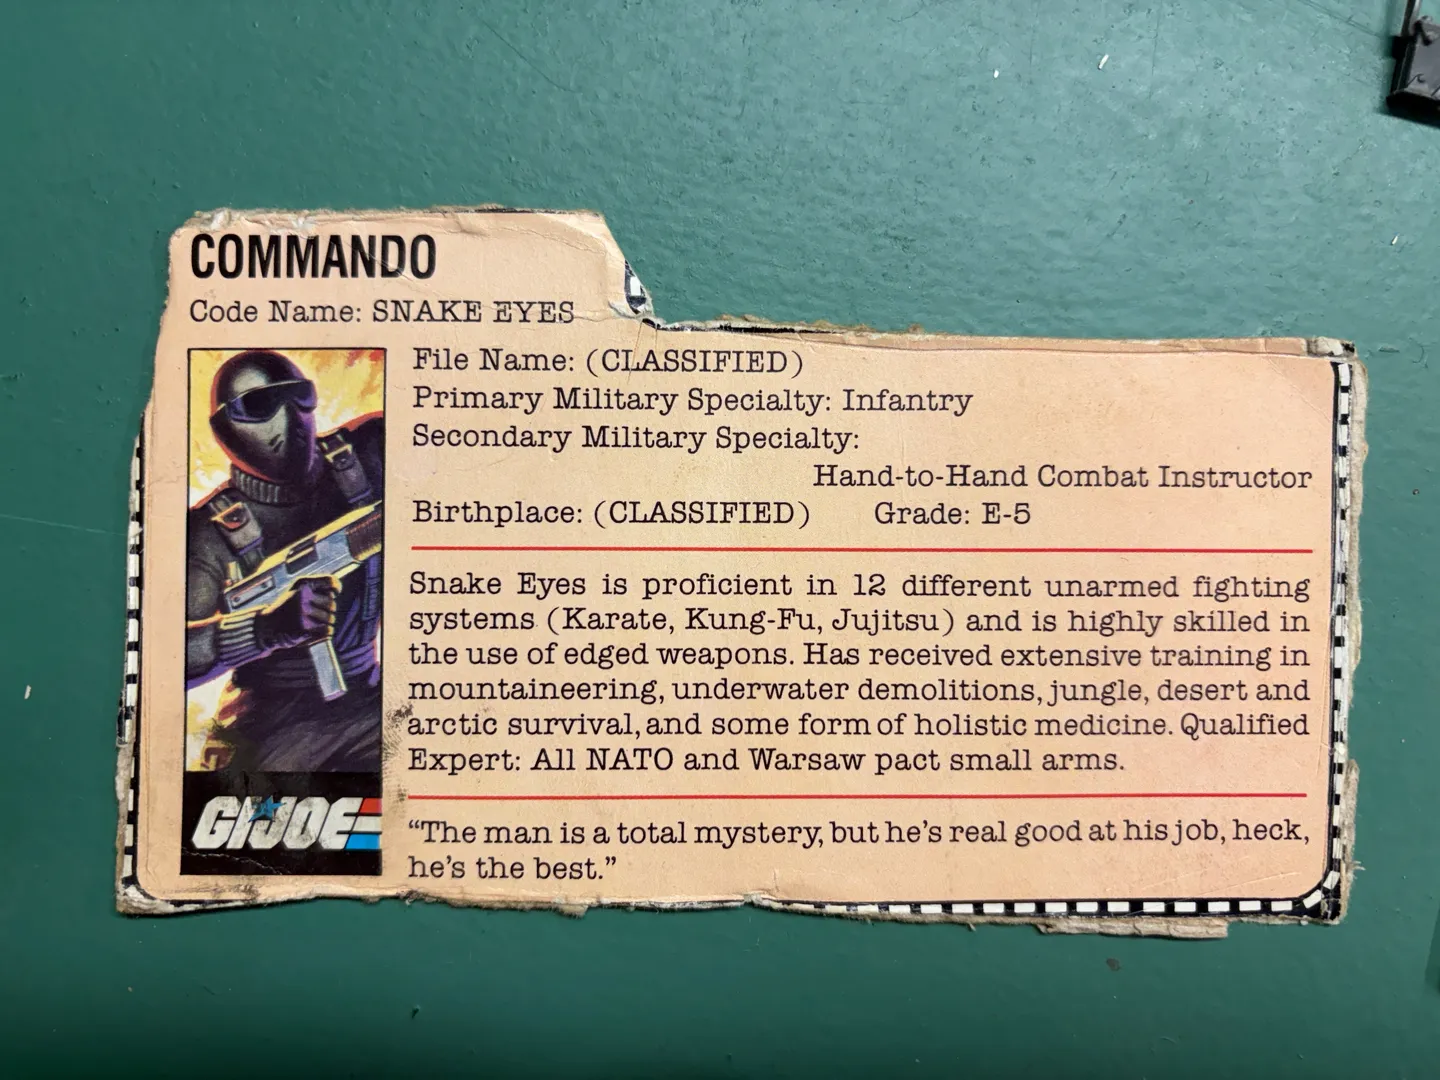 COMMANDO
Code Name: SNAKE EYES
File Name: (CLASSIFIED)
Primary Military Specialty: Infantry
Secondary Military Specialty:
Hand-to-Hand Combat Instructor
Birthplace: (CLASSIFIED) Grade: E-5
Snake Eyes is proficient in 12 different unarmed fighting
systems (Karate, Kung-Fu, Jujitsu) and is highly skilled in
the use of edged weapons. Has received extensive training in
mountaineering, underwater demolitions, jungle, desert and
arctic survival, and some form of holistic medicine. Qualified
Expert: All NATO and Warsaw pact small arms.
GI JOE
“The man is a total mystery, but he's real good at his job, heck,
he's the best.”